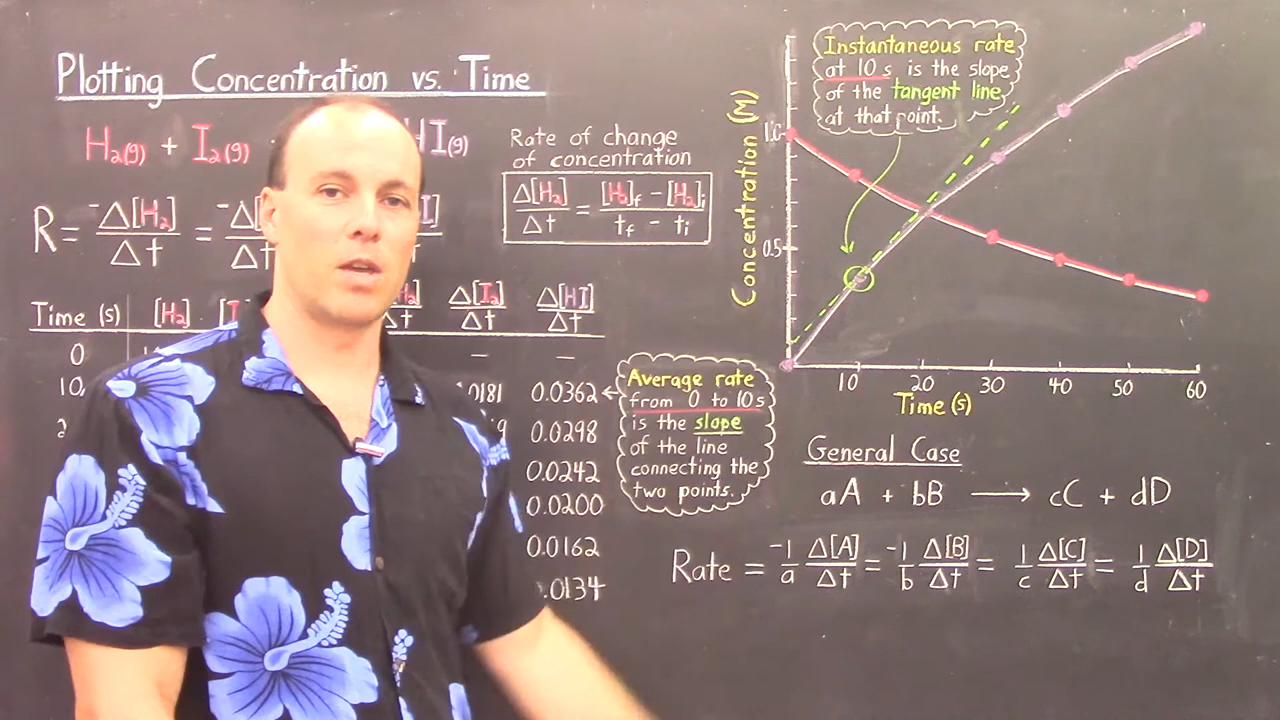 Plotting Concentration vs. Time
H₂(g) + I₂(g) HI(g)
R = -Δ[H₂]/Δt = -Δ[ I]
Rate of change
of concentration
Δ[H₂]/Δt = [H₂]f - [H₂]i / tf - ti
Time (s) [H₂] [I Δt Δ[I₂]/Δt Δ[HI]/Δt
0 – –
10 0181 0.0362
0.0298
0.0242
0.0200
0.0162
.0134
Average rate
from 0 to 10 s
is the slope
of the line
connecting the
two points.
Instantaneous rate
at 10 s is the slope
of the tangent line
at that point.
Concentration (M)
1.0
0.5
10 20 30 40 50 60
Time (s)
General Case
aA + bB → cC + dD
Rate = -1/a Δ[A]/Δt = -1/b Δ[B]/Δt = 1/c Δ[C]/Δt = 1/d Δ[D]/Δt